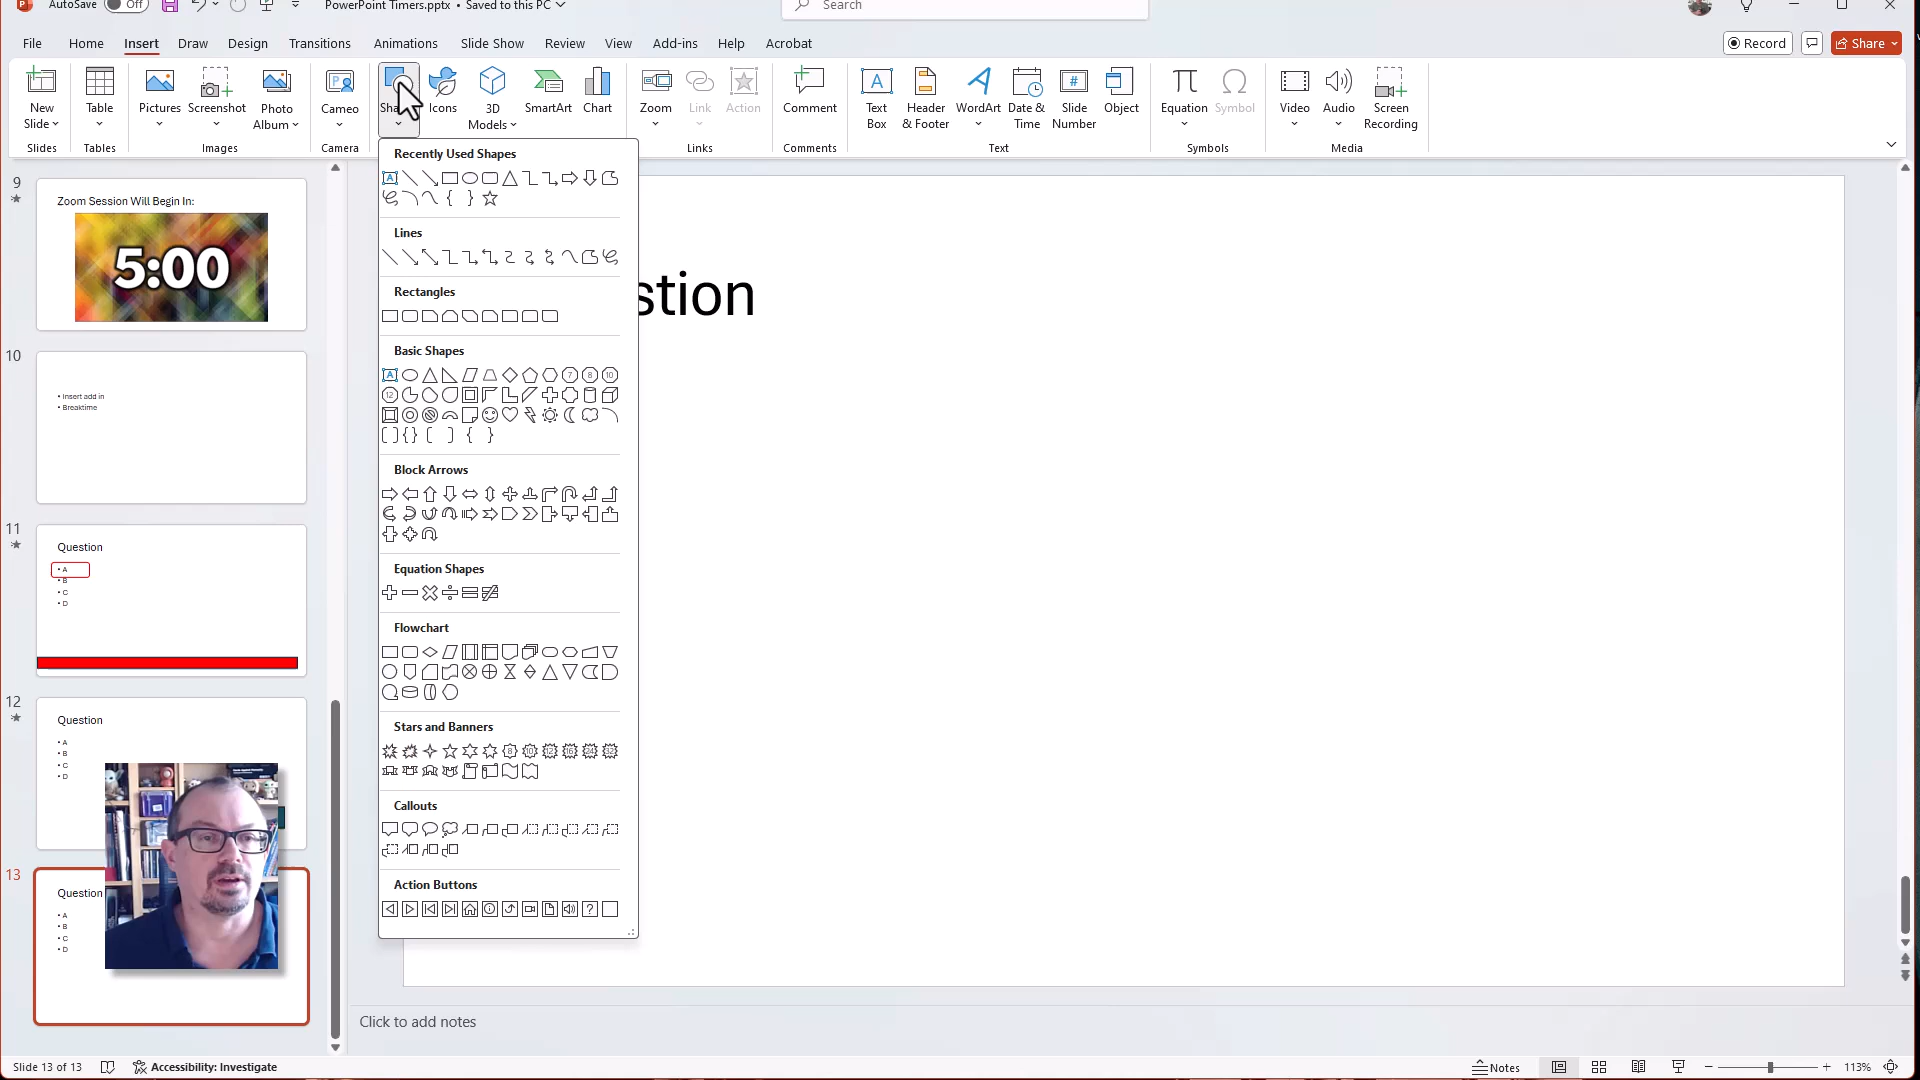 AutoSave
Off
PowerPoint Timers.pptx • Saved to this PC
Search
File
Home
Insert
Draw
Design
Transitions
Animations
Slide Show
Review
View
Add-ins
Help
Acrobat
Record
Share
New
Slide
Table
Pictures
Screenshot
Photo
Album
Cameo
Icons
3D
Models
SmartArt
Chart
Zoom
Link
Action
Comment
Text
Box
Header
& Footer
WordArt
Date &
Time
Slide
Number
Object
Equation
Symbol
Video
Audio
Screen
Recording
Slides
Tables
Images
Camera
Links
Comments
Text
Symbols
Media
Recently Used Shapes
Lines
Rectangles
Basic Shapes
Block Arrows
Equation Shapes
Flowchart
Stars and Banners
Callouts
Action Buttons
9
Zoom Session Will Begin In:
5:00
10
• Insert add in
• Breaktime
11
Question
• A
• B
• C
• D
12
Question
• A
• B
• C
• D
13
Question
• A
• B
• C
• D
stion
Click to add notes
Slide 13 of 13
Accessibility: Investigate
Notes
113%